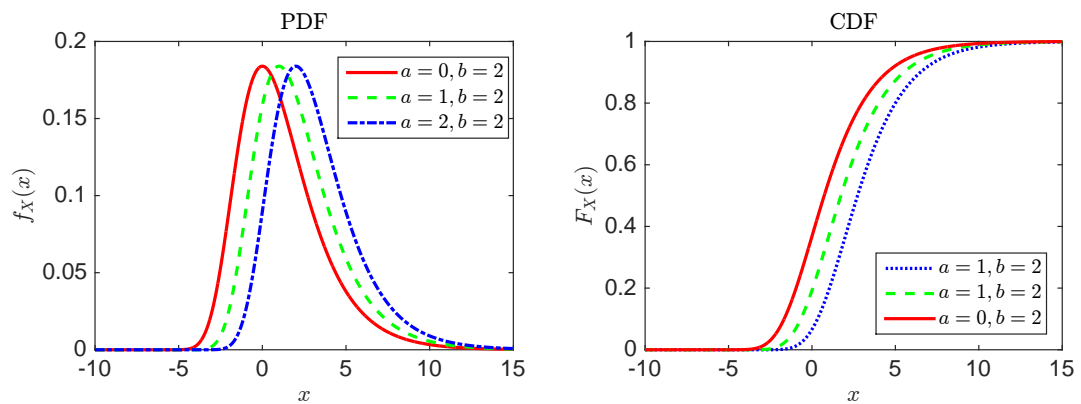 PDF
0.2
0.15
0.1
0.05
0
-10 -5 0 5 10 15
x
f_X(x)
a = 0, b = 2
a = 1, b = 2
a = 2, b = 2
CDF
1
0.8
0.6
0.4
0.2
0
-10 -5 0 5 10 15
x
F_X(x)
a = 1, b = 2
a = 1, b = 2
a = 0, b = 2